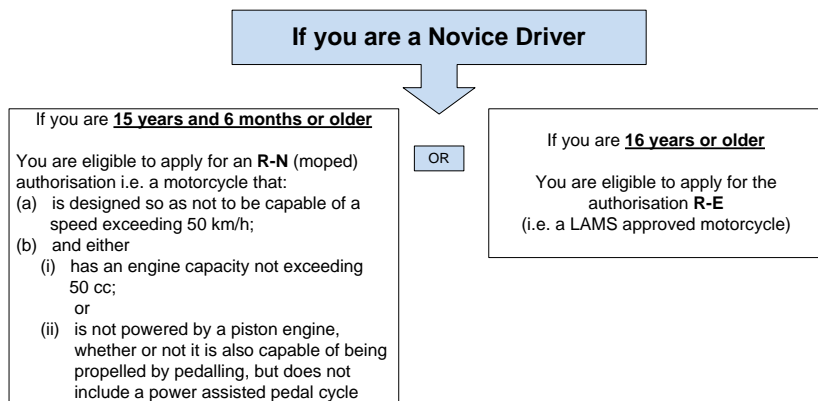 If you are a Novice Driver
If you are 15 years and 6 months or older
You are eligible to apply for an R-N (moped)
authorisation i.e. a motorcycle that:
(a) is designed so as not to be capable of a
speed exceeding 50 km/h;
(b) and either
(i) has an engine capacity not exceeding
50 cc;
or
(ii) is not powered by a piston engine,
whether or not it is also capable of being
propelled by pedalling, but does not
include a power assisted pedal cycle
OR
If you are 16 years or older
You are eligible to apply for the
authorisation R-E
(i.e. a LAMS approved motorcycle)